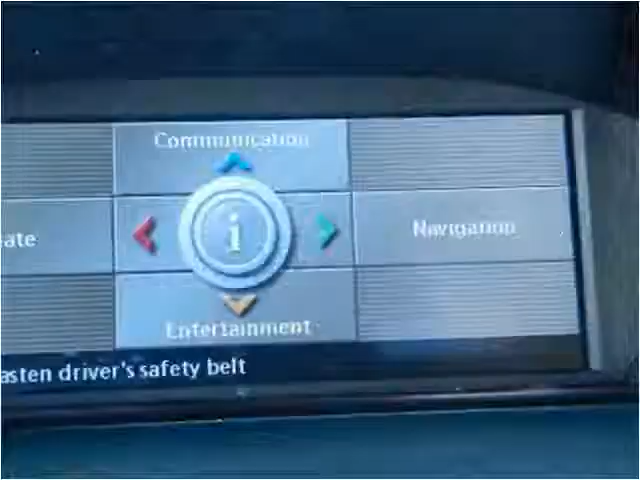 Communication
ate
i
Navigation
Entertainment
asten driver's safety belt